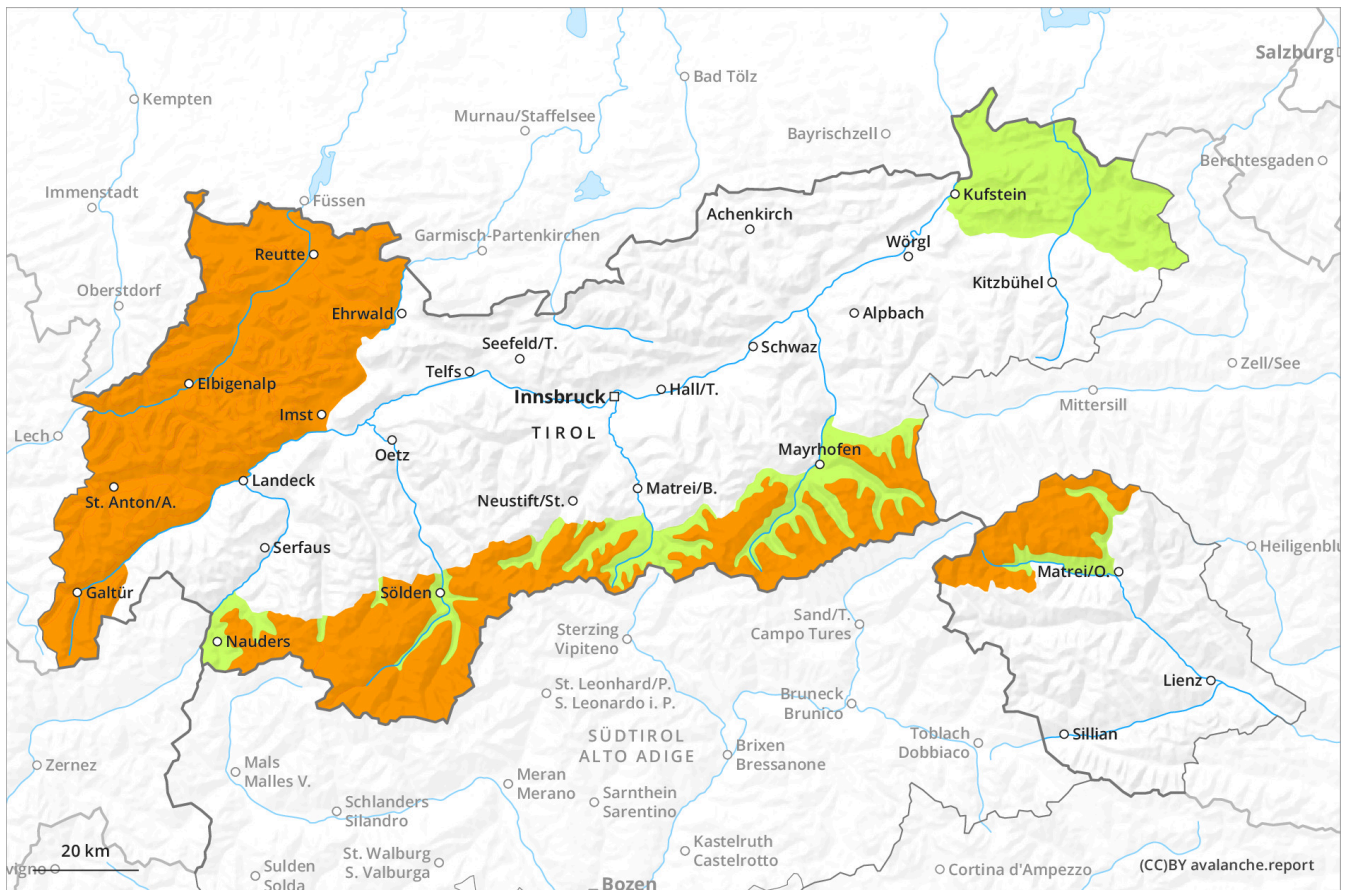 Salzburg
Bad Tölz
Kempten
Murnau/Staffelsee
Bayrischzell
Berchtesgaden
Immenstadt
Füssen
Kufstein
Achenkirch
Garmisch-Partenkirchen
Wörgl
Reutte
Kitzbühel
Oberstdorf
Ehrwald
Alpbach
Seefeld/T.
Schwaz
Zell/See
Telfs
Elbigenalp
Hall/T.
Innsbruck
Mittersill
Imst
TIROL
Lech
Oetz
Mayrhofen
Landeck
Matrei/B.
St. Anton/A.
Neustift/St.
Serfaus
Heiligenblu
Matrei/O.
Galtür
Sölden
Sand/T.
Campo Tures
Sterzing
Vipiteno
Nauders
Lienz
St. Leonhard/P.
S. Leonardo i. P.
Bruneck
Brunico
SÜDTIROL
ALTO ADIGE
Toblach
Dobbiaco
Sillian
Brixen
Bressanone
Zernez
Mals
Malles V.
Meran
Merano
Sarnthein
Sarentino
Schlanders
Silandro
Kastelruth
Castelrotto
20 km
St. Walburg
S. Valburga
vigno
Sulden
Solda
Cortina d'Ampezzo
(CC)BY avalanche.report
Bozen